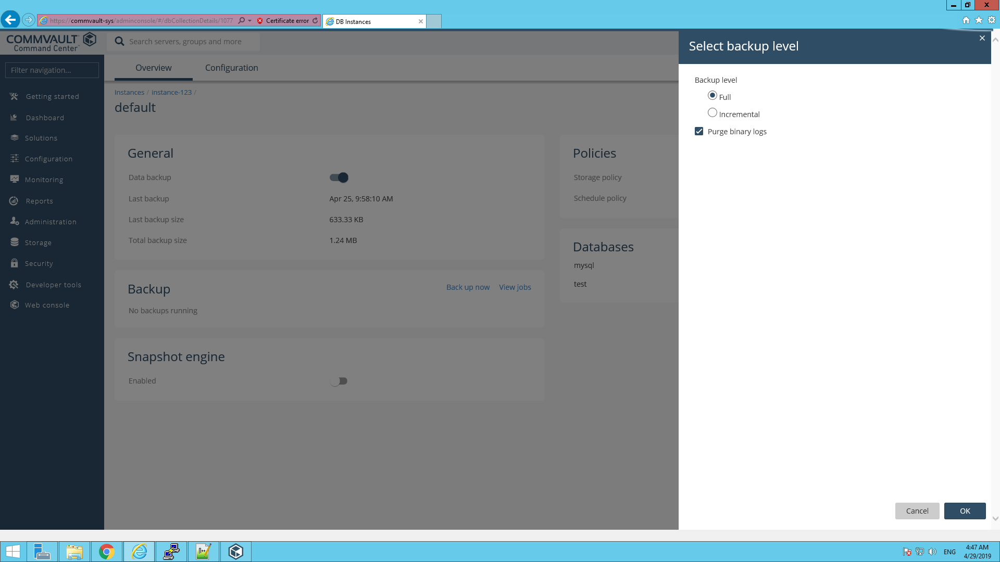 https://commvault-sys/adminconsole/#/dbCollectionDetails/1077
Certificate error
DB Instances
COMMVAULT
Command Center
Search servers, groups and more
Filter navigation...
Getting started
Dashboard
Solutions
Configuration
Monitoring
Reports
Administration
Storage
Security
Developer tools
Web console
Overview
Configuration
Instances / instance-123 /
default
General
Data backup
Last backup
Apr 25, 9:58:10 AM
Last backup size
633.33 KB
Total backup size
1.24 MB
Backup
Back up now
View jobs
No backups running
Snapshot engine
Enabled
Policies
Storage policy
Schedule policy
Databases
mysql
test
Select backup level
Backup level
Full
Incremental
Purge binary logs
Cancel
OK
ENG
4:47 AM
4/29/2019